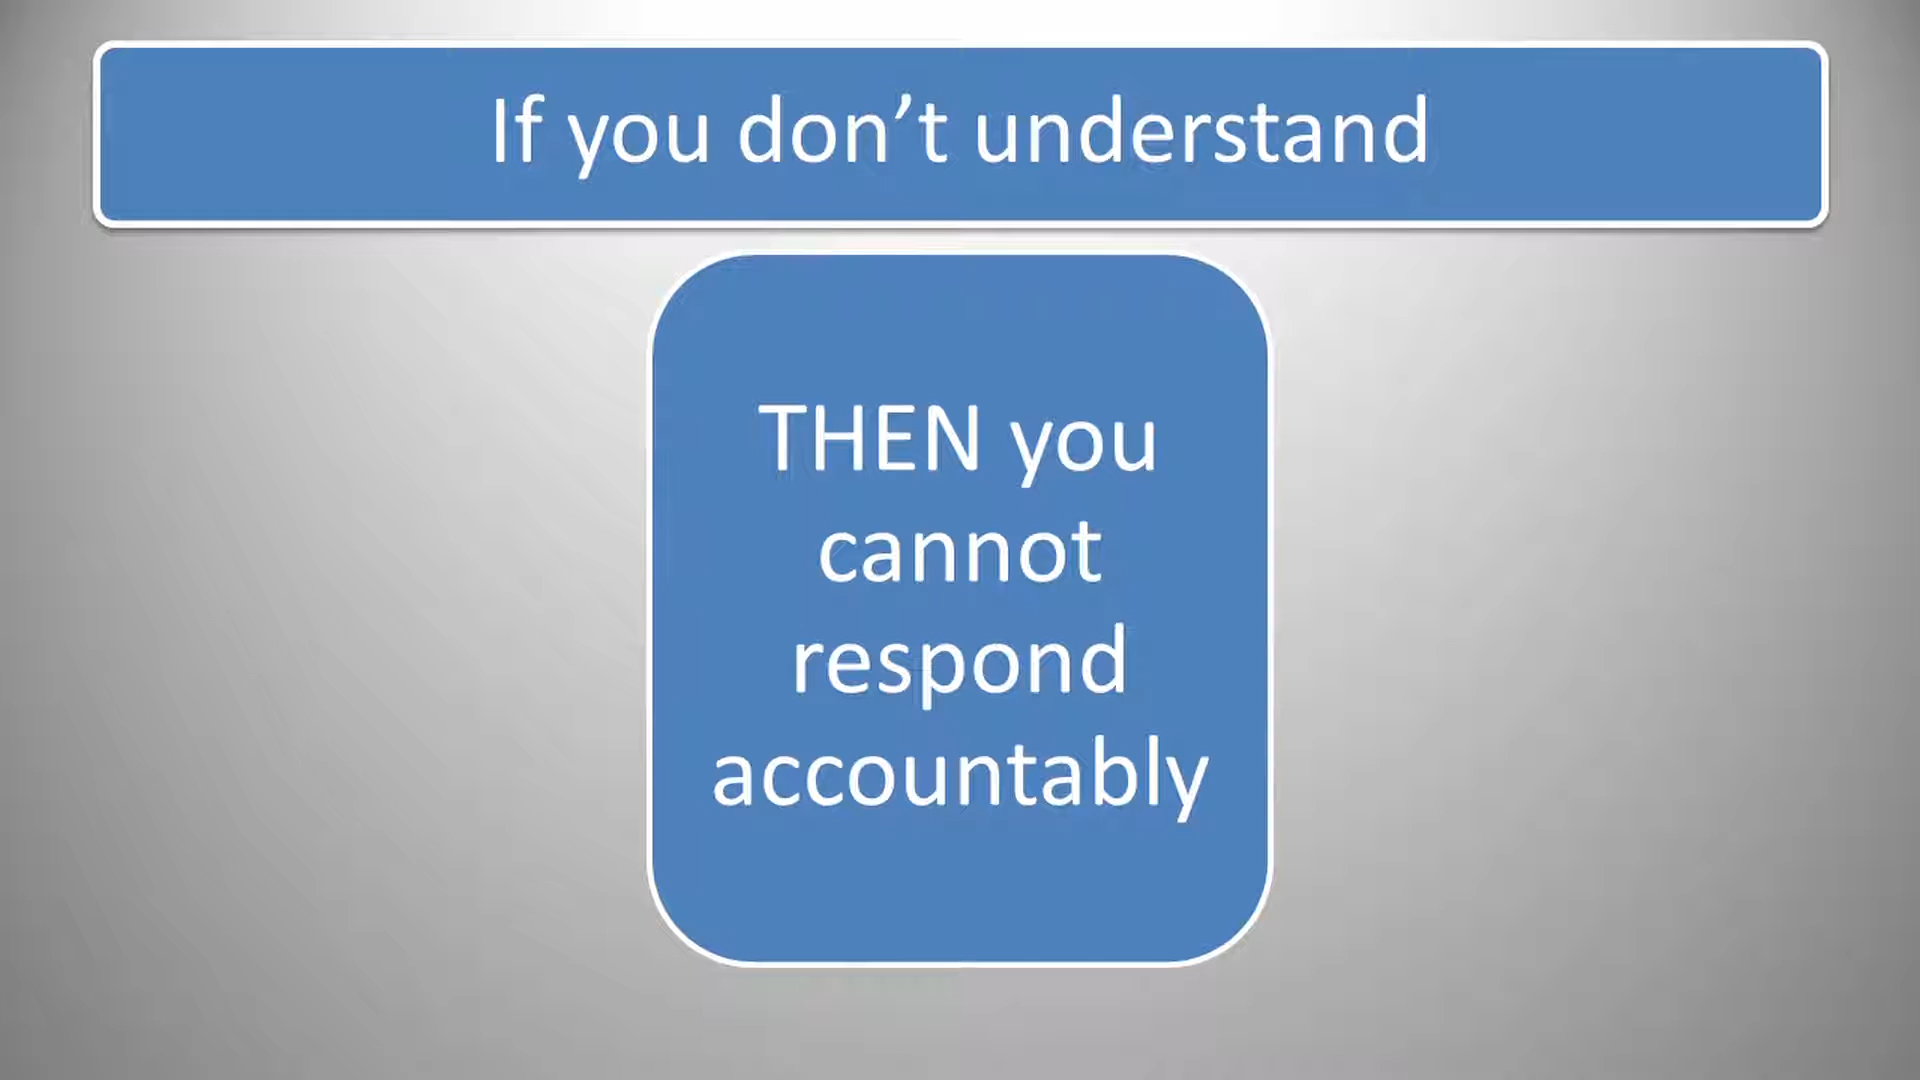 If you don’t understand
THEN you
cannot
respond
accountably